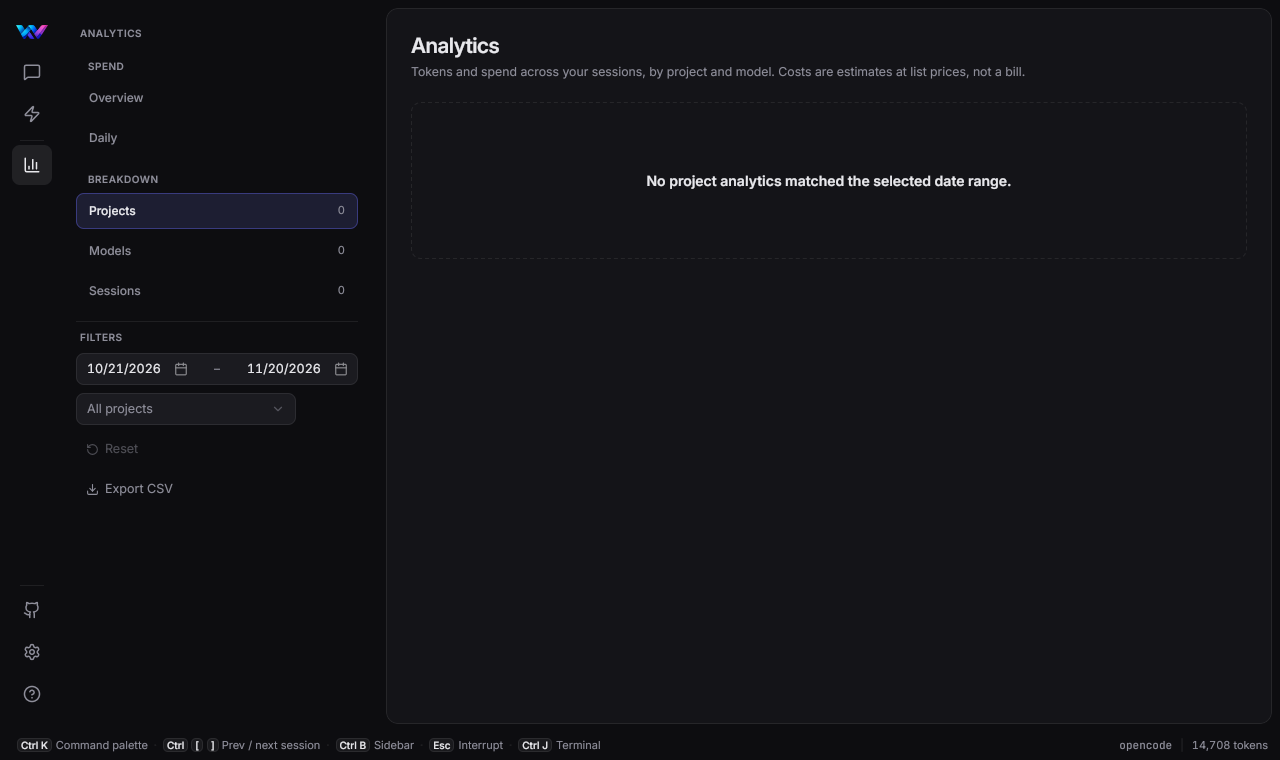 ANALYTICS
SPEND
Overview
Daily
BREAKDOWN
Projects 0
Models 0
Sessions 0
FILTERS
10/21/2026 – 11/20/2026
All projects
Reset
Export CSV
Analytics
Tokens and spend across your sessions, by project and model. Costs are estimates at list prices, not a bill.
No project analytics matched the selected date range.
Ctrl K Command palette · Ctrl [ ] Prev / next session · Ctrl B Sidebar · Esc Interrupt · Ctrl J Terminal
opencode 14,708 tokens